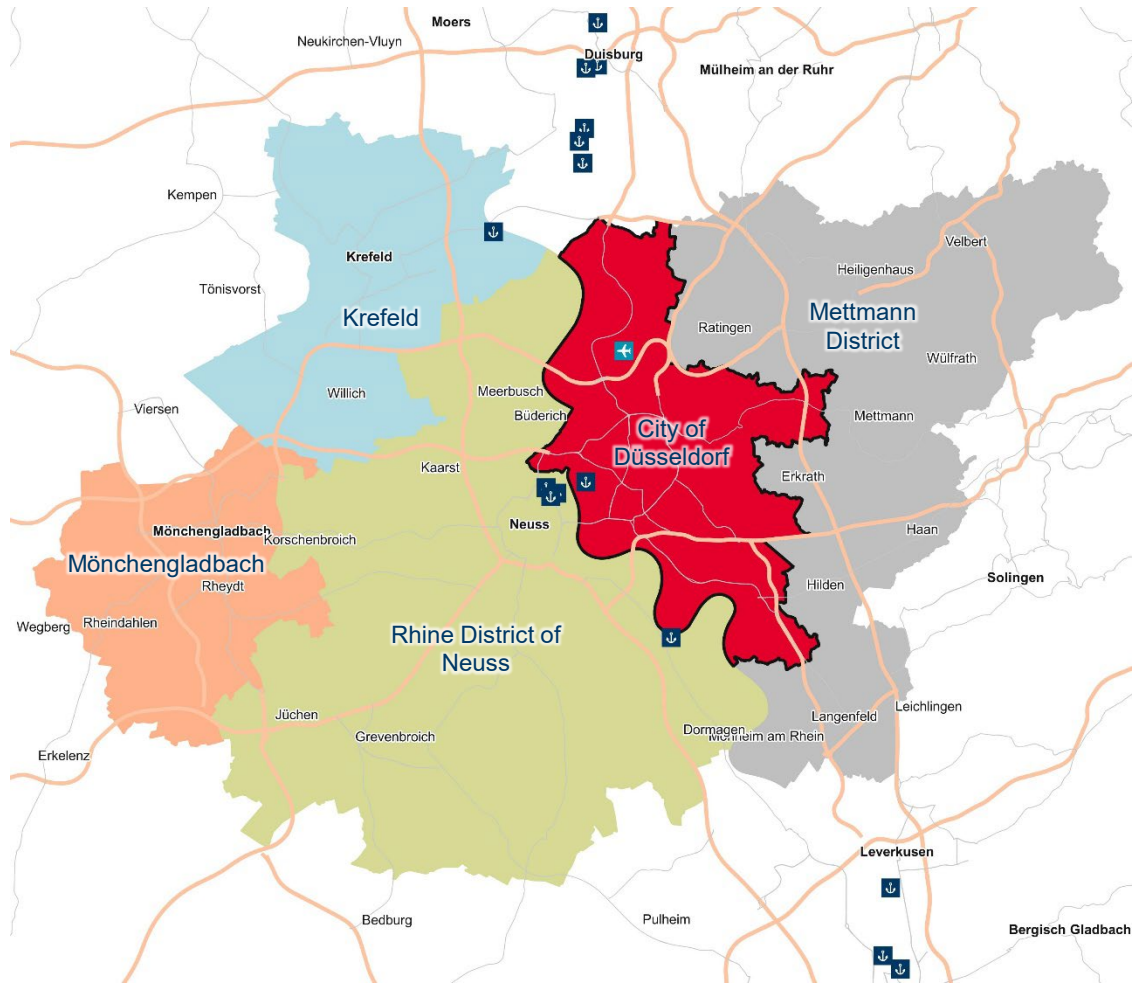 Moers
Neukirchen-Vluyn
Duisburg
Mülheim an der Ruhr
Kempen
Velbert
Krefeld
Heiligenhaus
Tönisvorst
Krefeld
Mettmann
District
Ratingen
Wülfrath
Willich
Meerbusch
Viersen
Büderich
Mettmann
City of
Düsseldorf
Kaarst
Erkrath
Neuss
Mönchengladbach
Haan
Korschenbroich
Mönchengladbach
Solingen
Rheydt
Hilden
Wegberg
Rheindahlen
Rhine District of
Neuss
Leichlingen
Jüchen
Langenfeld
Dormagen
Monheim am Rhein
Grevenbroich
Erkelenz
Leverkusen
Bedburg
Pulheim
Bergisch Gladbach